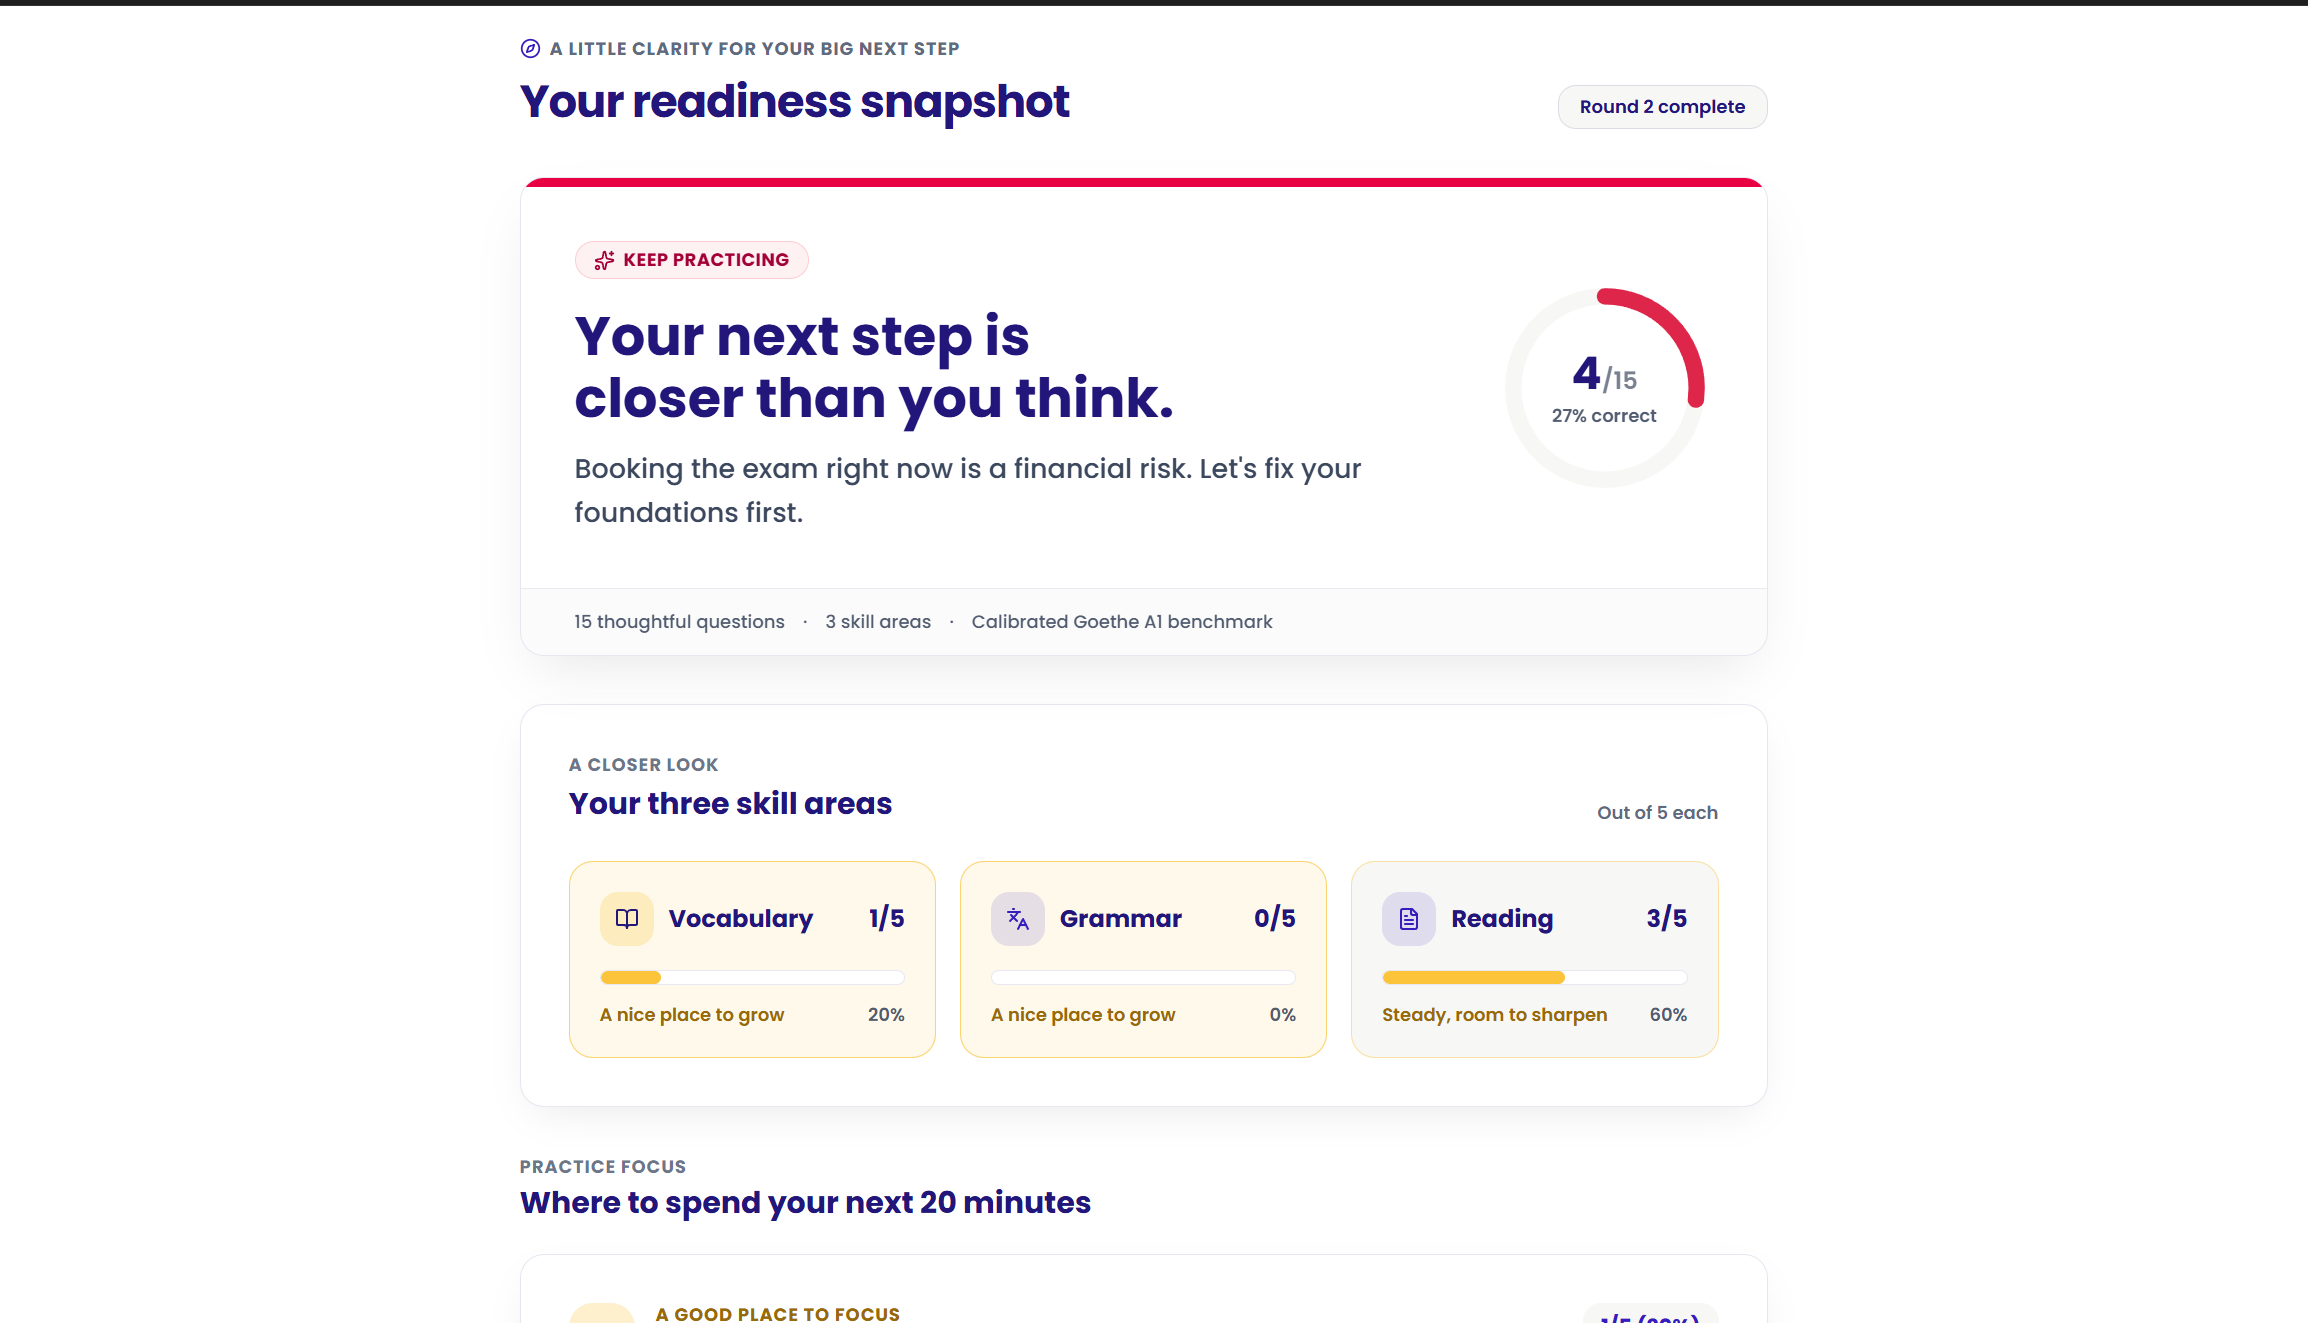 A LITTLE CLARITY FOR YOUR BIG NEXT STEP
Your readiness snapshot
Round 2 complete
KEEP PRACTICING
Your next step is
closer than you think.
Booking the exam right now is a financial risk. Let's fix your
foundations first.
4/15
27% correct
15 thoughtful questions · 3 skill areas · Calibrated Goethe A1 benchmark
A CLOSER LOOK
Your three skill areas
Out of 5 each
Vocabulary 1/5
A nice place to grow 20%
Grammar 0/5
A nice place to grow 0%
Reading 3/5
Steady, room to sharpen 60%
PRACTICE FOCUS
Where to spend your next 20 minutes
A GOOD PLACE TO FOCUS